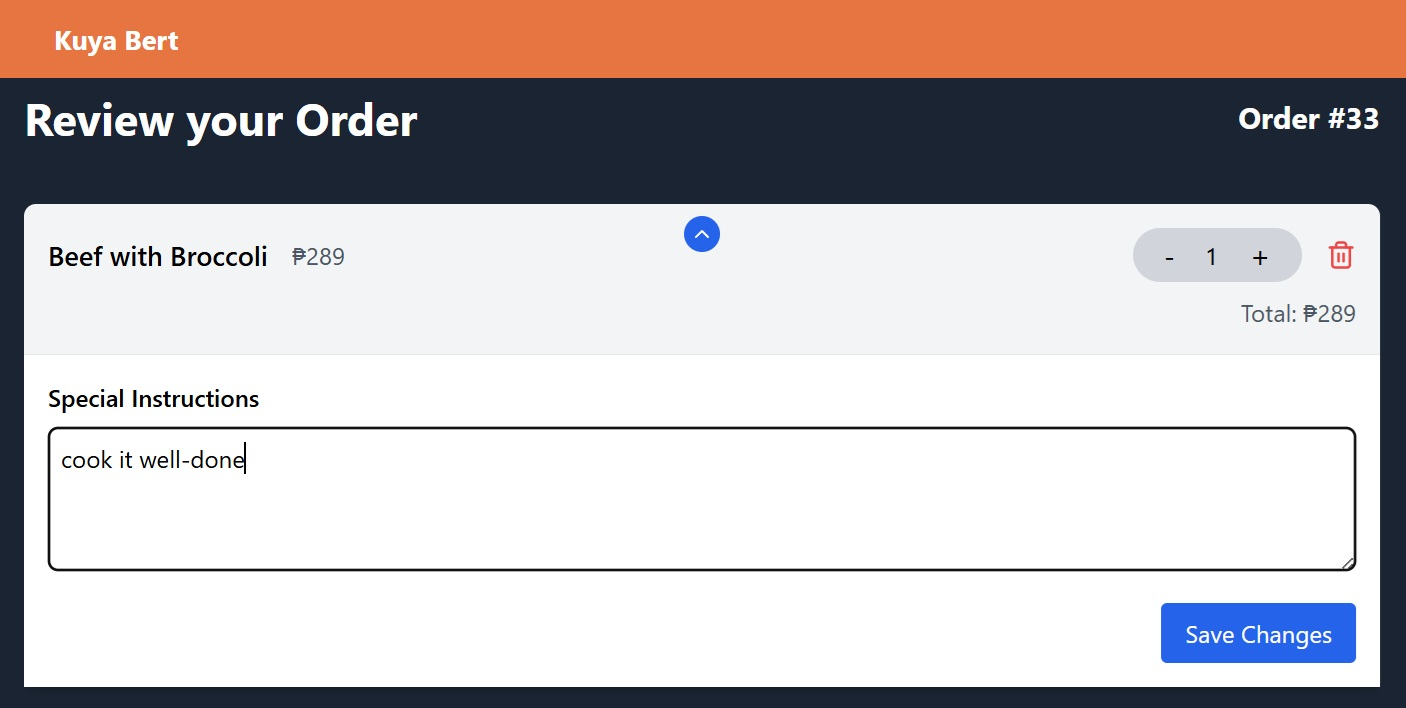 Kuya Bert
Review your Order
Order #33
Beef with Broccoli ₱289
- 1 +
Total: ₱289
Special Instructions
cook it well-done
Save Changes